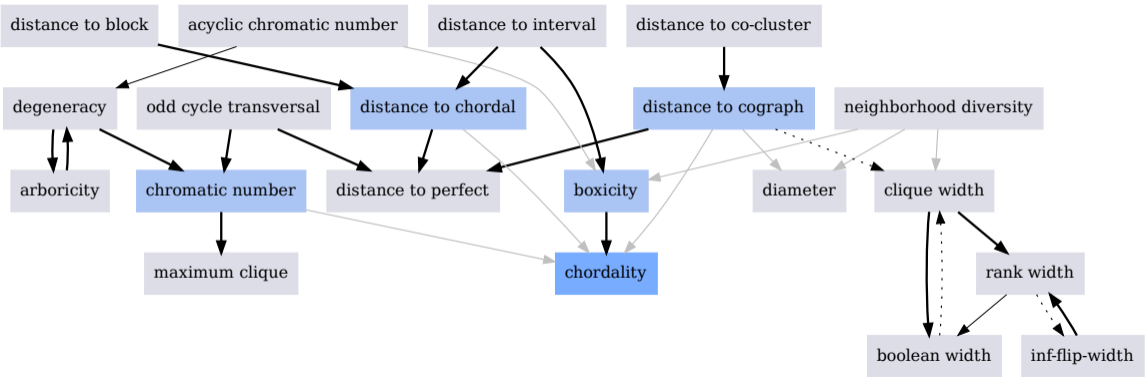 distance to block
acyclic chromatic number
distance to interval
distance to co-cluster
degeneracy
odd cycle transversal
distance to chordal
distance to cograph
neighborhood diversity
arboricity
chromatic number
distance to perfect
boxicity
diameter
clique width
maximum clique
chordality
rank width
boolean width
inf-flip-width